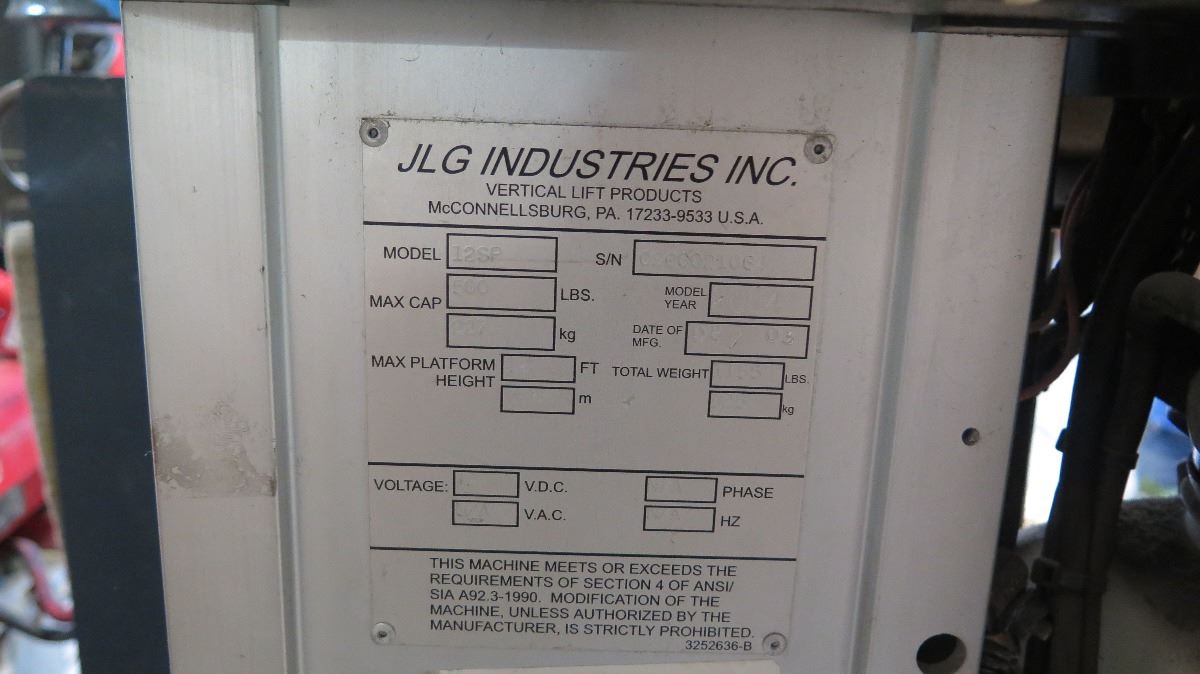 JLG INDUSTRIES INC.
VERTICAL LIFT PRODUCTS
McCONNELLSBURG, PA. 17233-9533 U.S.A.
MODEL 12SP S/N
500 LBS.
MAX CAP
MODEL YEAR
kg
DATE OF MFG.
MAX PLATFORM HEIGHT FT
TOTAL WEIGHT LBS.
m
kg
VOLTAGE: V.D.C. PHASE
V.A.C. HZ
THIS MACHINE MEETS OR EXCEEDS THE
REQUIREMENTS OF SECTION 4 OF ANSI/
SIA A92.3-1990. MODIFICATION OF THE
MACHINE, UNLESS AUTHORIZED BY THE
MANUFACTURER, IS STRICTLY PROHIBITED.
3252636-B